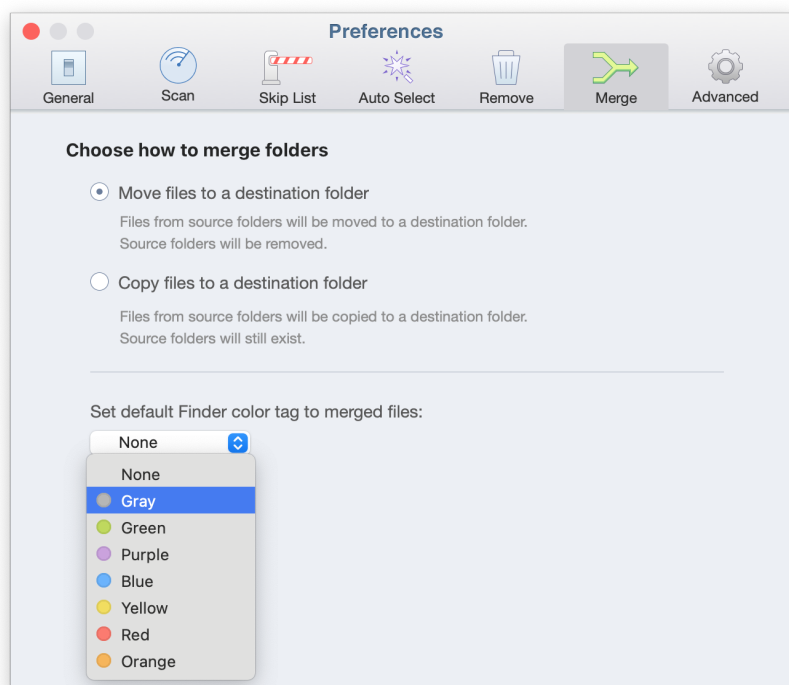 Preferences
General Scan Skip List Auto Select Remove Merge Advanced
Choose how to merge folders
Move files to a destination folder
Files from source folders will be moved to a destination folder.
Source folders will be removed.
Copy files to a destination folder
Files from source folders will be copied to a destination folder.
Source folders will still exist.
Set default Finder color tag to merged files:
None
None
Gray
Green
Purple
Blue
Yellow
Red
Orange